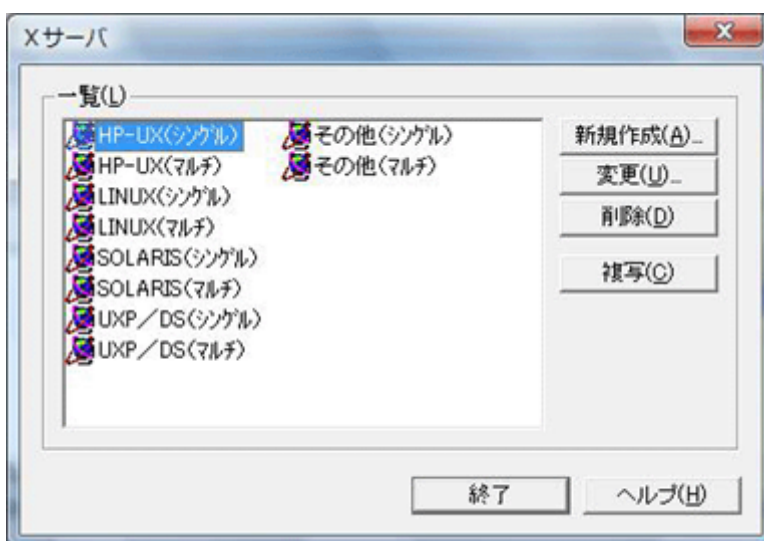 Xサーバ
一覧(L)
HP-UX(ｼﾝｸﾞﾙ)
HP-UX(ﾏﾙﾁ)
LINUX(ｼﾝｸﾞﾙ)
LINUX(ﾏﾙﾁ)
SOLARIS(ｼﾝｸﾞﾙ)
SOLARIS(ﾏﾙﾁ)
UXP／DS(ｼﾝｸﾞﾙ)
UXP／DS(ﾏﾙﾁ)
その他(ｼﾝｸﾞﾙ)
その他(ﾏﾙﾁ)
新規作成(A)...
変更(U)...
削除(D)
複写(C)
終了
ヘルプ(H)